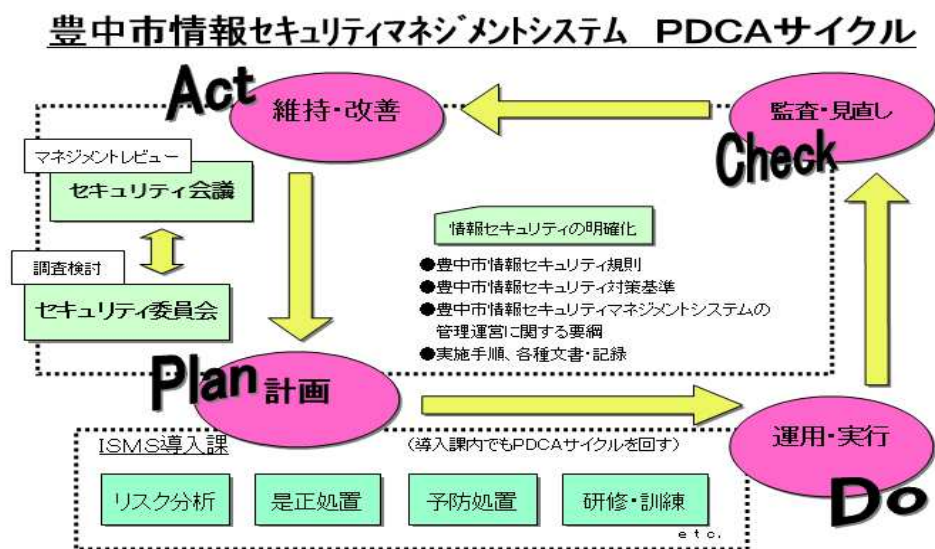 豊中市情報セキュリティマネジメントシステム PDCAサイクル
Act
維持・改善
監査・見直し
Check
マネジメントレビュー
セキュリティ会議
調査検討
セキュリティ委員会
情報セキュリティの明確化
●豊中市情報セキュリティ規則
●豊中市情報セキュリティ対策基準
●豊中市情報セキュリティマネジメントシステムの
管理運営に関する要綱
●実施手順、各種文書・記録
Plan
計画
運用・実行
Do
ISMS導入課
(導入課内でもPDCAサイクルを回す)
リスク分析
是正処置
予防処置
研修・訓練
etc.